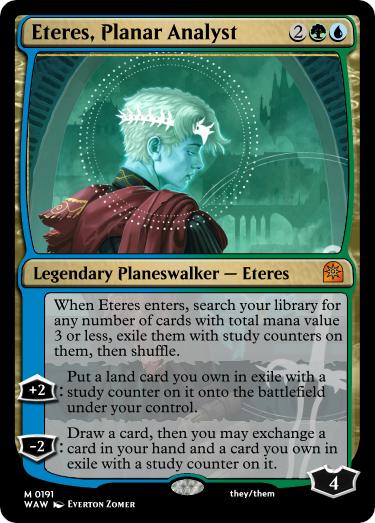 Eteres, Planar Analyst 2
Legendary Planeswalker — Eteres
When Eteres enters, search your library for
any number of cards with total mana value
3 or less, exile them with study counters on
them, then shuffle.
+2: Put a land card you own in exile with a
study counter on it onto the battlefield
under your control.
-2: Draw a card, then you may exchange a
card in your hand and a card you own in
exile with a study counter on it.
4
M 0191
they/them
WAW Everton Zomer